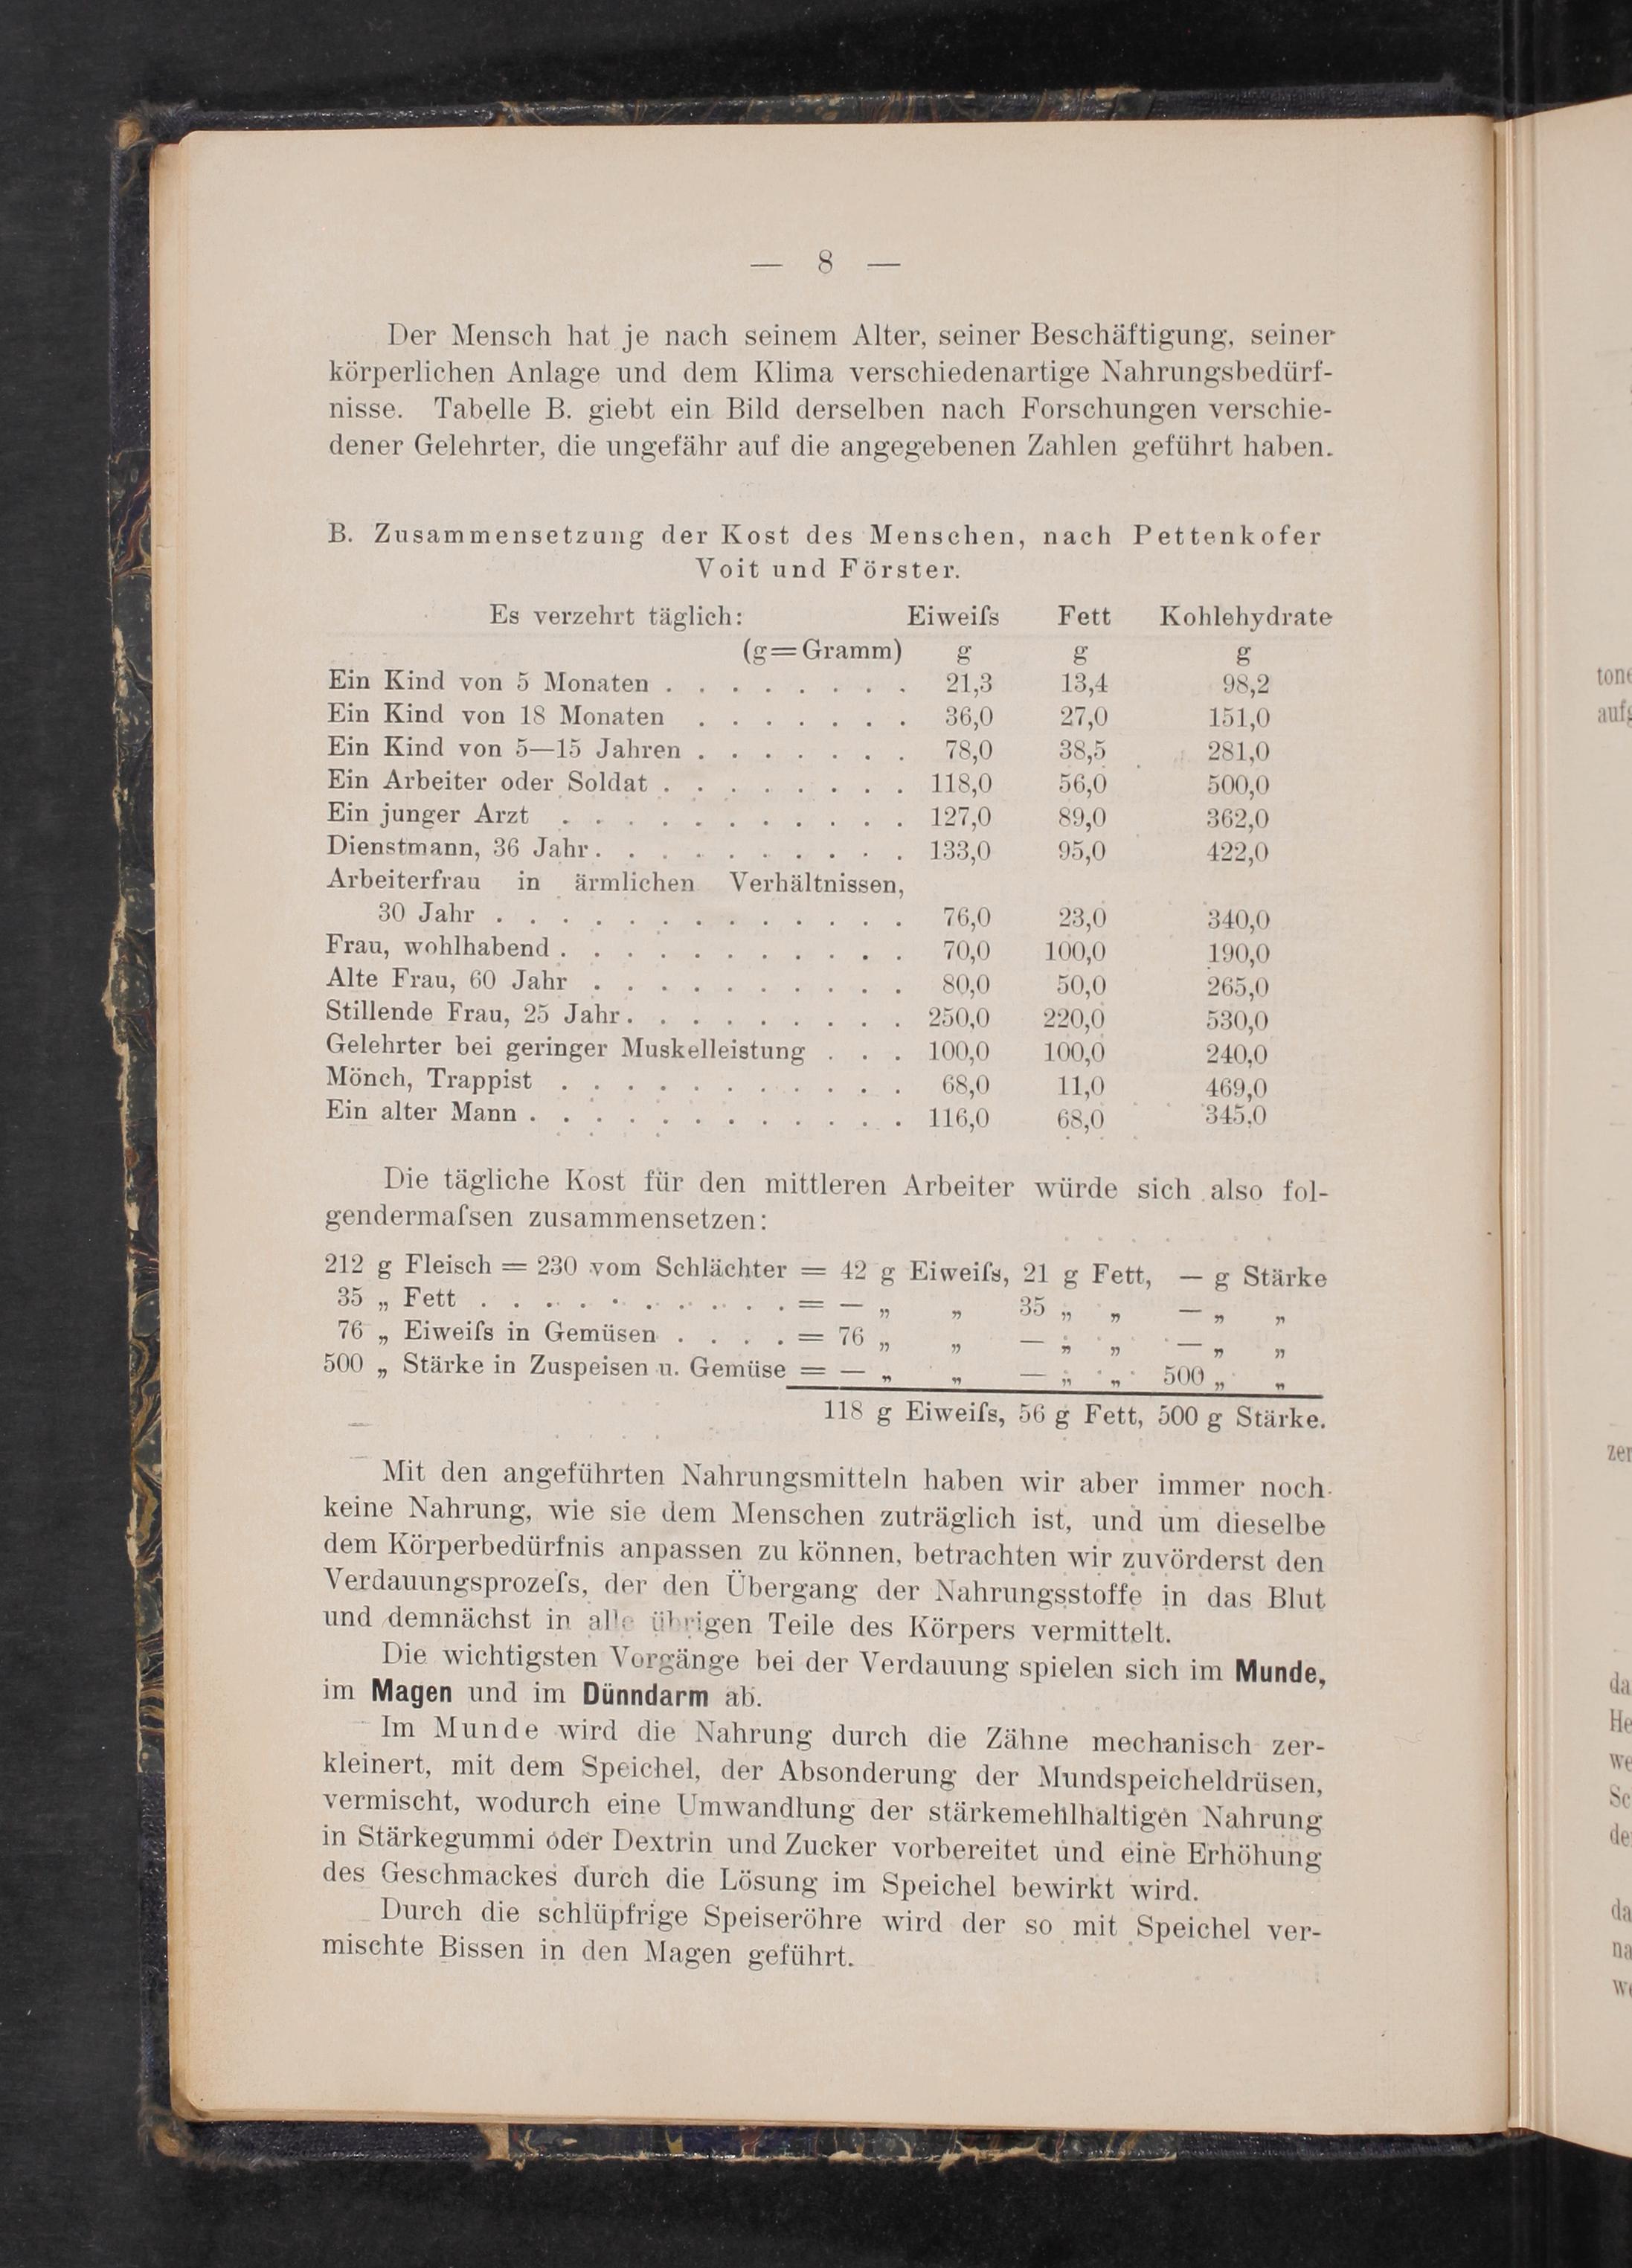 — 8 —
Der Mensch hat je nach seinem Alter, seiner Beschäftigung, seiner
körperlichen Anlage und dem Klima verschiedenartige Nahrungsbedürf-
nisse. Tabelle B. giebt ein Bild derselben nach Forschungen verschie-
dener Gelehrter, die ungefähr auf die angegebenen Zahlen geführt haben.
B. Zusammensetzung der Kost des Menschen, nach Pettenkofer
Voit und Förster.
Es verzehrt täglich: Eiweiſs Fett Kohlehydrate
(g=Gramm) g g g
Ein Kind von 5 Monaten . . . . . . . . 21,3 13,4 98,2
Ein Kind von 18 Monaten . . . . . . . 36,0 27,0 151,0
Ein Kind von 5—15 Jahren . . . . . . . 78,0 38,5 281,0
Ein Arbeiter oder Soldat . . . . . . . . 118,0 56,0 500,0
Ein junger Arzt . . . . . . . . . . . 127,0 89,0 362,0
Dienstmann, 36 Jahr . . . . . . . . . . 133,0 95,0 422,0
Arbeiterfrau in ärmlichen Verhältnissen,
30 Jahr . . . . . . . . . . . . . 76,0 23,0 340,0
Frau, wohlhabend . . . . . . . . . . . 70,0 100,0 190,0
Alte Frau, 60 Jahr . . . . . . . . . . 80,0 50,0 265,0
Stillende Frau, 25 Jahr . . . . . . . . . 250,0 220,0 530,0
Gelehrter bei geringer Muskelleistung . . . 100,0 100,0 240,0
Mönch, Trappist . . . . . . . . . . . 68,0 11,0 469,0
Ein alter Mann . . . . . . . . . . . . 116,0 68,0 345,0
Die tägliche Kost für den mittleren Arbeiter würde sich also fol-
gendermaſsen zusammensetzen:
212 g Fleisch = 230 vom Schlächter = 42 g Eiweiſs, 21 g Fett, — g Stärke
35 „ Fett . . . . . . . . . . = — „ „ 35 „ „ — „ „
76 „ Eiweiſs in Gemüsen . . . . = 76 „ „ — „ „ — „ „
500 „ Stärke in Zuspeisen u. Gemüse = — „ „ — „ „ 500 „ „
118 g Eiweiſs, 56 g Fett, 500 g Stärke.
Mit den angeführten Nahrungsmitteln haben wir aber immer noch
keine Nahrung, wie sie dem Menschen zuträglich ist, und um dieselbe
dem Körperbedürfnis anpassen zu können, betrachten wir zuvörderst den
Verdauungsprozeſs, der den Übergang der Nahrungsstoffe in das Blut
und demnächst in alle übrigen Teile des Körpers vermittelt.
Die wichtigsten Vorgänge bei der Verdauung spielen sich im Munde,
im Magen und im Dünndarm ab.
Im Munde wird die Nahrung durch die Zähne mechanisch zer-
kleinert, mit dem Speichel, der Absonderung der Mundspeicheldrüsen,
vermischt, wodurch eine Umwandlung der stärkemehlhaltigen Nahrung
in Stärkegummi oder Dextrin und Zucker vorbereitet und eine Erhöhung
des Geschmackes durch die Lösung im Speichel bewirkt wird.
Durch die schlüpfrige Speiseröhre wird der so mit Speichel ver-
mischte Bissen in den Magen geführt.